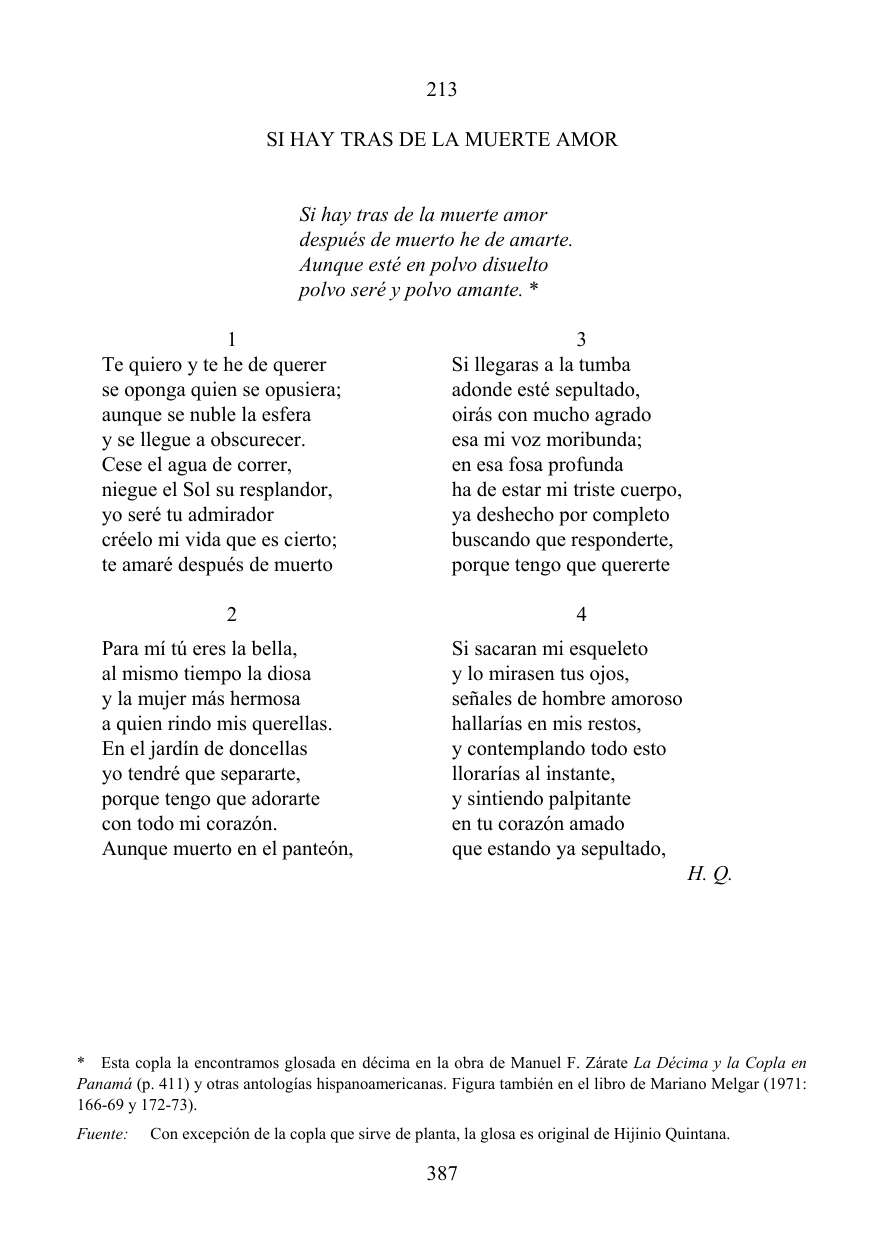 213
SI HAY TRAS DE LA MUERTE AMOR
Si hay tras de la muerte amor
después de muerto he de amarte.
Aunque esté en polvo disuelto
polvo seré y polvo amante. *
1
Te quiero y te he de querer
se oponga quien se opusiera;
aunque se nuble la esfera
y se llegue a obscurecer.
Cese el agua de correr,
niegue el Sol su resplandor,
yo seré tu admirador
créelo mi vida que es cierto;
te amaré después de muerto
2
Para mí tú eres la bella,
al mismo tiempo la diosa
y la mujer más hermosa
a quien rindo mis querellas.
En el jardín de doncellas
yo tendré que separarte,
porque tengo que adorarte
con todo mi corazón.
Aunque muerto en el panteón,
3
Si llegaras a la tumba
adonde esté sepultado,
oirás con mucho agrado
esa mi voz moribunda;
en esa fosa profunda
ha de estar mi triste cuerpo,
ya deshecho por completo
buscando que responderte,
porque tengo que quererte
4
Si sacaran mi esqueleto
y lo mirasen tus ojos,
señales de hombre amoroso
hallarías en mis restos,
y contemplando todo esto
llorarías al instante,
y sintiendo palpitante
en tu corazón amado
que estando ya sepultado,
H. Q.
* Esta copla la encontramos glosada en décima en la obra de Manuel F. Zárate La Décima y la Copla en
Panamá (p. 411) y otras antologías hispanoamericanas. Figura también en el libro de Mariano Melgar (1971:
166-69 y 172-73).
Fuente: Con excepción de la copla que sirve de planta, la glosa es original de Hijinio Quintana.
387